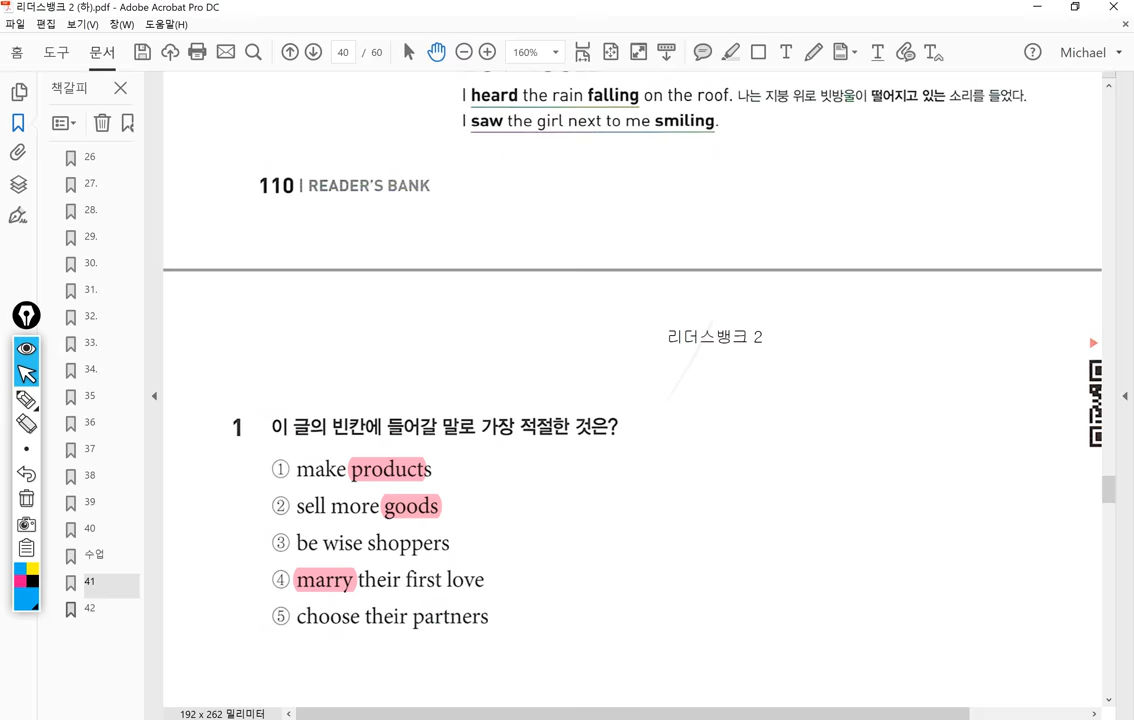 리더스뱅크 2 (하).pdf - Adobe Acrobat Pro DC
파일 편집 보기(V) 창(W) 도움말(H)
홈 도구 문서 40 / 60 160% Michael
책갈피
26
27.
28.
29.
30.
31.
32.
33.
34.
35
36
37
38
39
40
수업
41
42
I heard the rain falling on the roof. 나는 지붕 위로 빗방울이 떨어지고 있는 소리를 들었다.
I saw the girl next to me smiling.
110 | READER'S BANK
리더스뱅크 2
1 이 글의 빈칸에 들어갈 말로 가장 적절한 것은?
① make products
② sell more goods
③ be wise shoppers
④ marry their first love
⑤ choose their partners
192 x 262 밀리미터